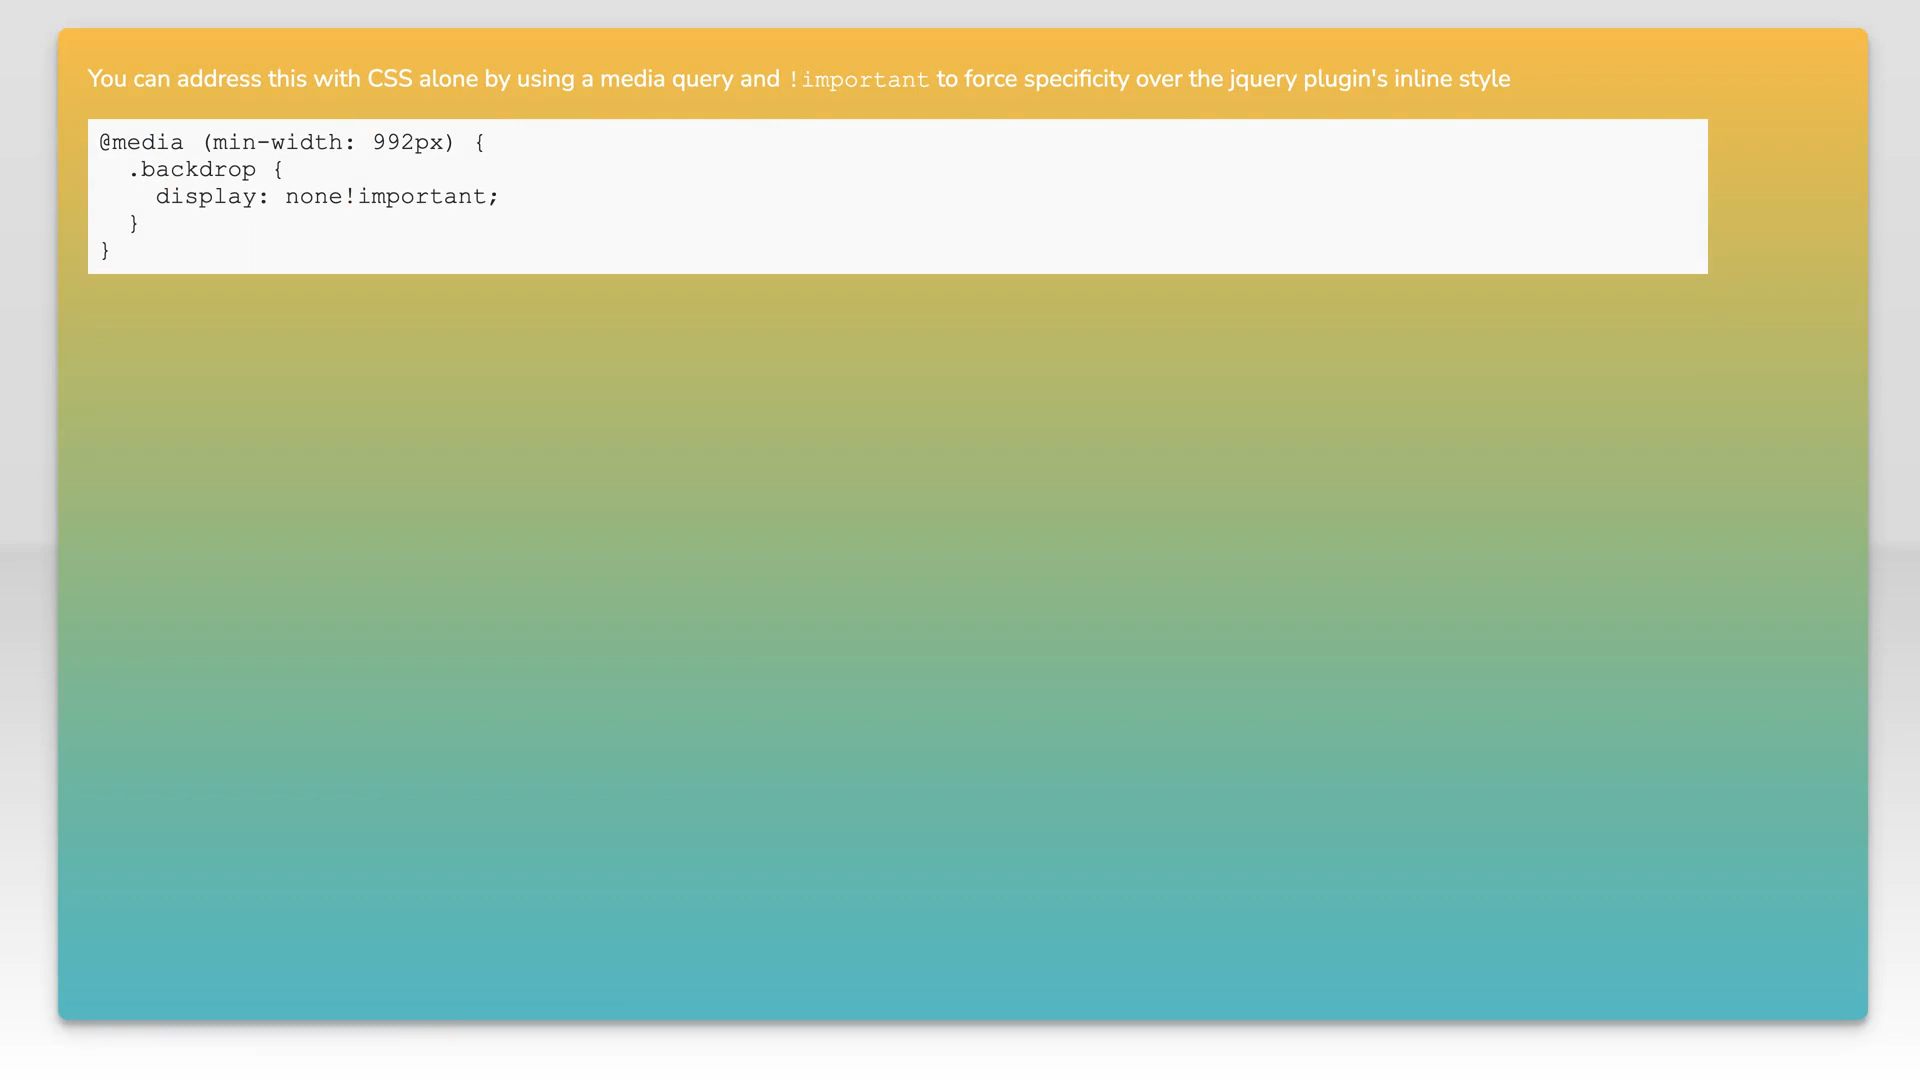 You can address this with CSS alone by using a media query and !important to force specificity over the jquery plugin's inline style
@media (min-width: 992px) {
  .backdrop {
    display: none!important;
  }
}